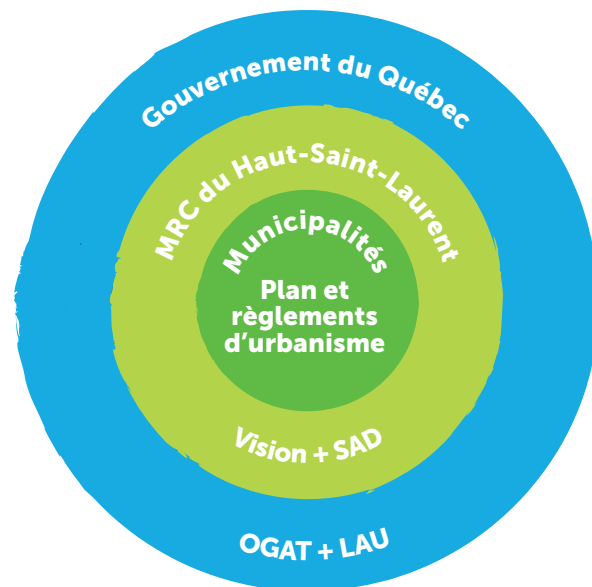 Gouvernement du Québec
MRC du Haut-Saint-Laurent
Municipalités
Plan et
règlements
d'urbanisme
Vision + SAD
OGAT + LAU